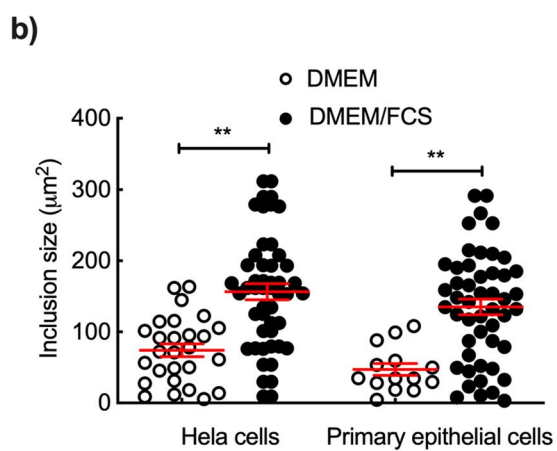 b)
DMEM
DMEM/FCS
400
300
200
100
0
Inclusion size (μm2)
**
**
Hela cells
Primary epithelial cells